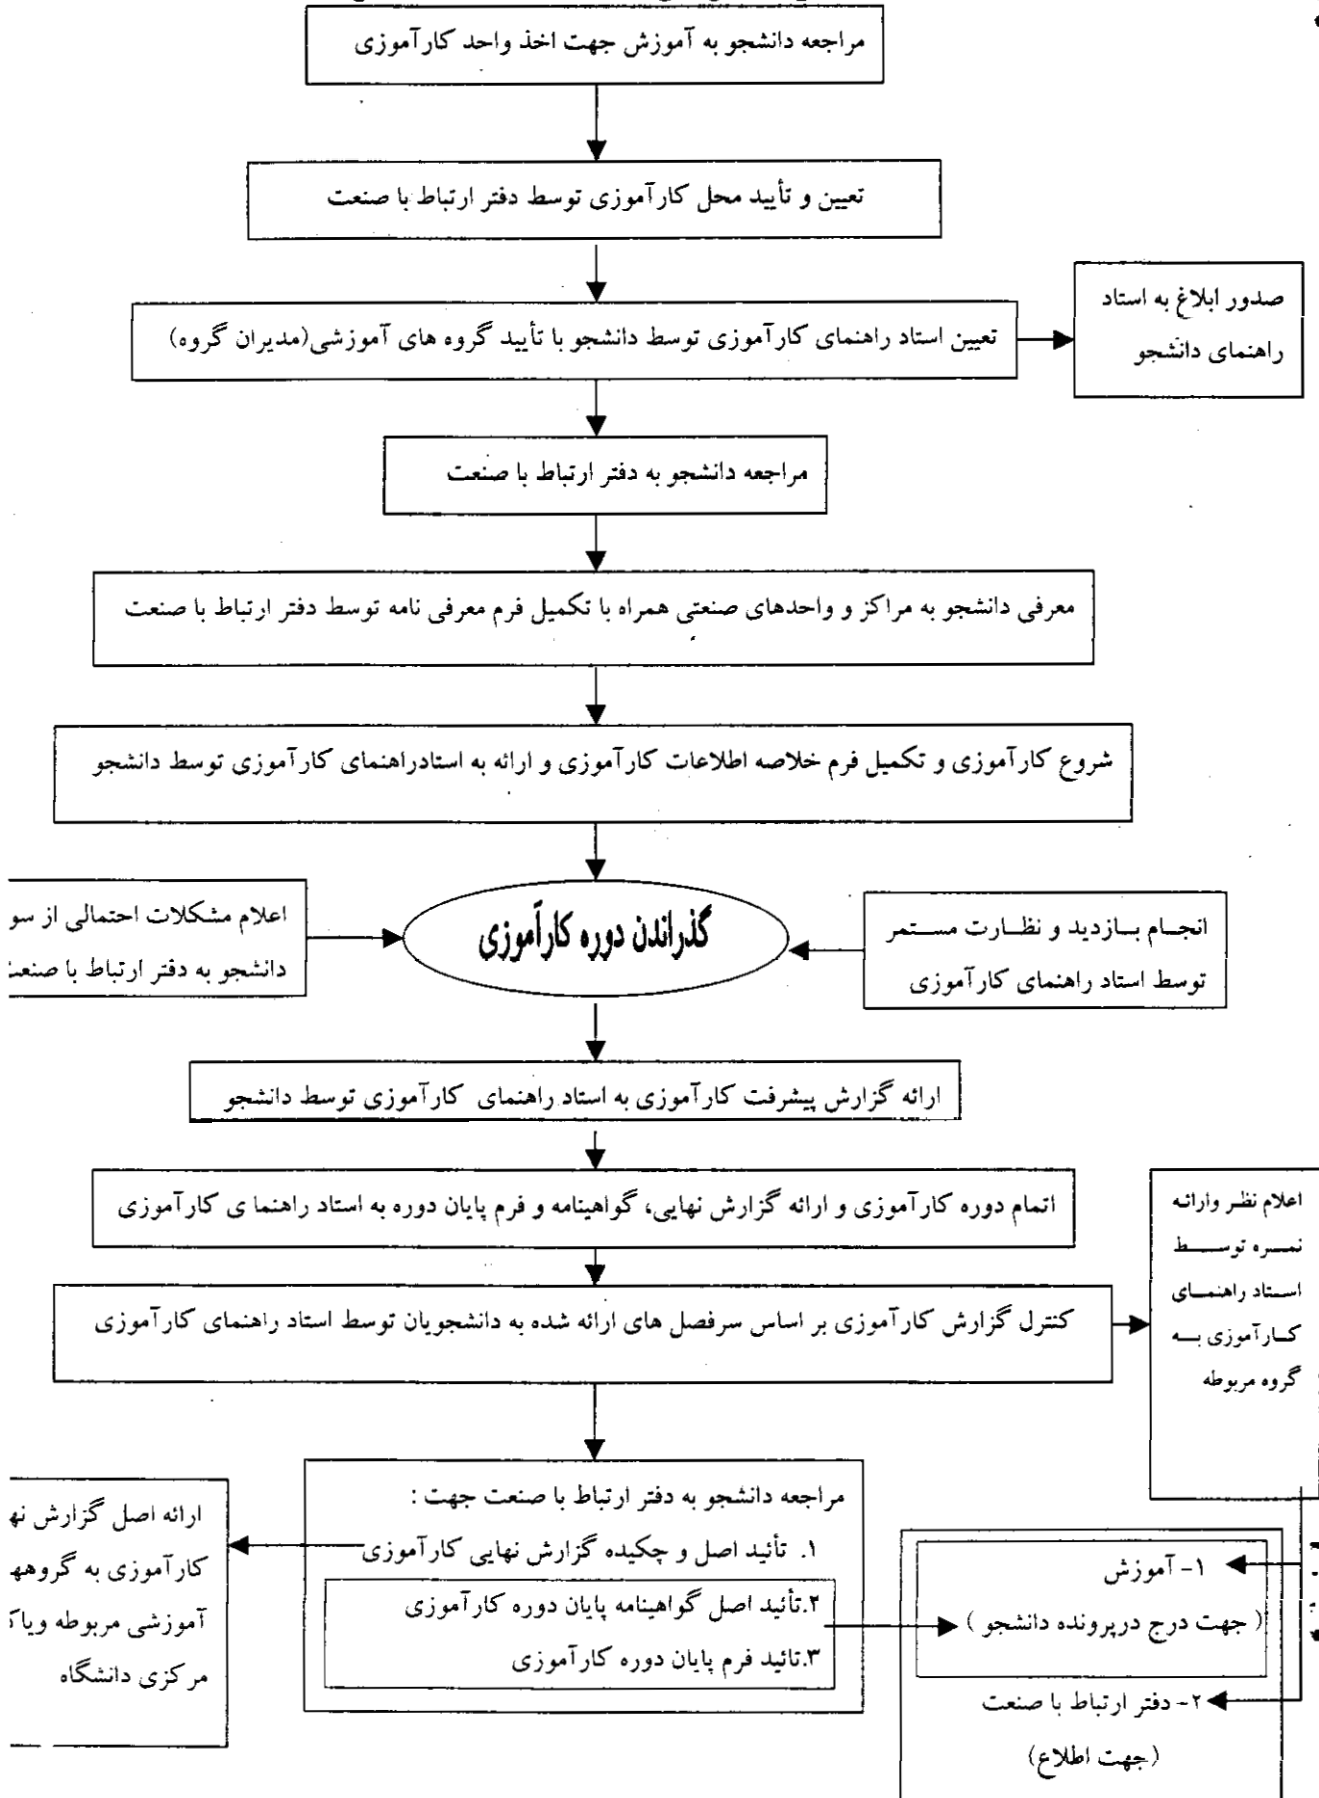 مراجعه دانشجو به آموزش جهت اخذ واحد کارآموزی
تعیین و تأیید محل کارآموزی توسط دفتر ارتباط با صنعت
تعیین استاد راهنمای کارآموزی توسط دانشجو با تأیید گروه های آموزشی(مدیران گروه)
صدور ابلاغ به استاد
راهنمای دانشجو
مراجعه دانشجو به دفتر ارتباط با صنعت
معرفی دانشجو به مراکز و واحدهای صنعتی همراه با تکمیل فرم معرفی نامه توسط دفتر ارتباط با صنعت
شروع کارآموزی و تکمیل فرم خلاصه اطلاعات کارآموزی و ارائه به استادراهنمای کارآموزی توسط دانشجو
انجام بازدید و نظارت مستمر
توسط استاد راهنمای کارآموزی
گذراندن دوره کارآموزی
اعلام مشکلات احتمالی از سو
دانشجو به دفتر ارتباط با صنعت
ارائه گزارش پیشرفت کارآموزی به استاد راهنمای کارآموزی توسط دانشجو
اتمام دوره کارآموزی و ارائه گزارش نهایی، گواهینامه و فرم پایان دوره به استاد راهنما ی کارآموزی
اعلام نظر وارائه
نمره توسط
استاد راهنمای
کارآموزی به
گروه مربوطه
کنترل گزارش کارآموزی بر اساس سرفصل های ارائه شده به دانشجویان توسط استاد راهنمای کارآموزی
مراجعه دانشجو به دفتر ارتباط با صنعت جهت :
۱. تأئید اصل و چکیده گزارش نهایی کارآموزی
۲.تأئید اصل گواهینامه پایان دوره کارآموزی
۳.تائید فرم پایان دوره کارآموزی
ارائه اصل گزارش نه
کارآموزی به گروهه
آموزشی مربوطه ویاک
مرکزی دانشگاه
۱- آموزش
( جهت درج درپرونده دانشجو )
۲- دفتر ارتباط با صنعت
(جهت اطلاع)